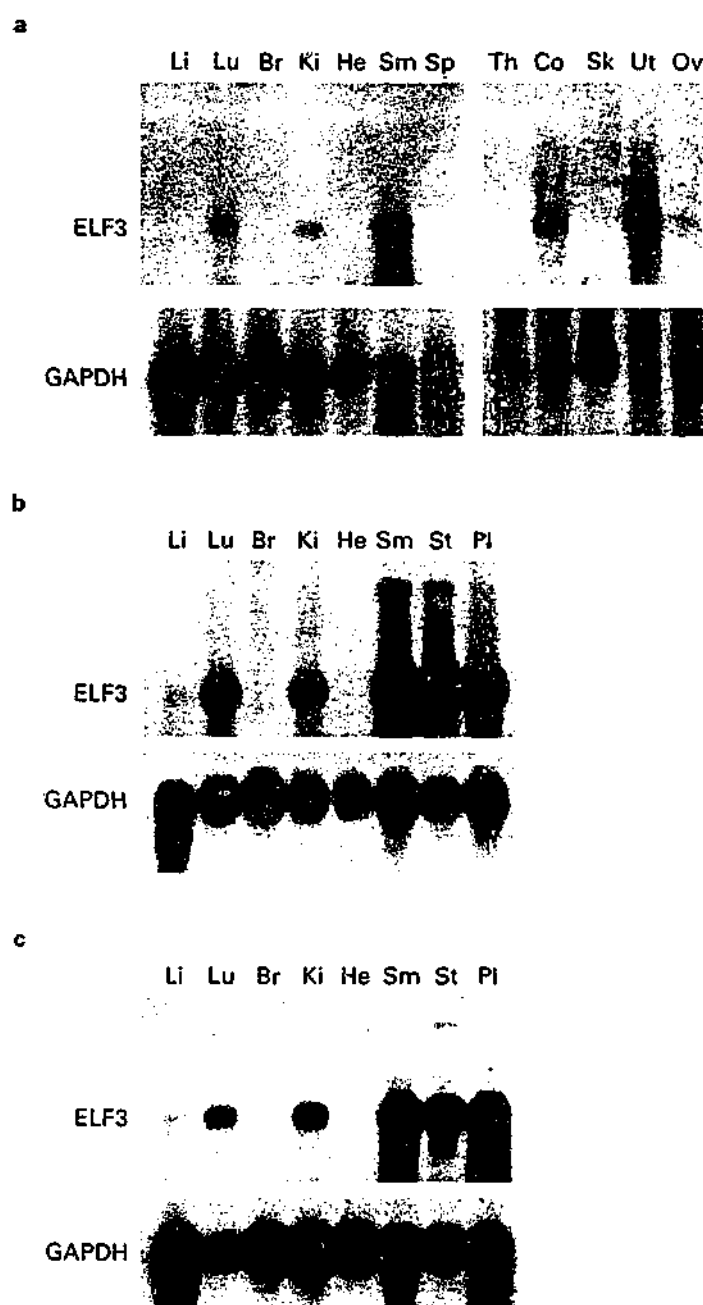 a
Li Lu Br Ki He Sm Sp Th Co Sk Ut Ov
ELF3
GAPDH
b
Li Lu Br Ki He Sm St Pl
ELF3
GAPDH
c
Li Lu Br Ki He Sm St Pl
ELF3
GAPDH